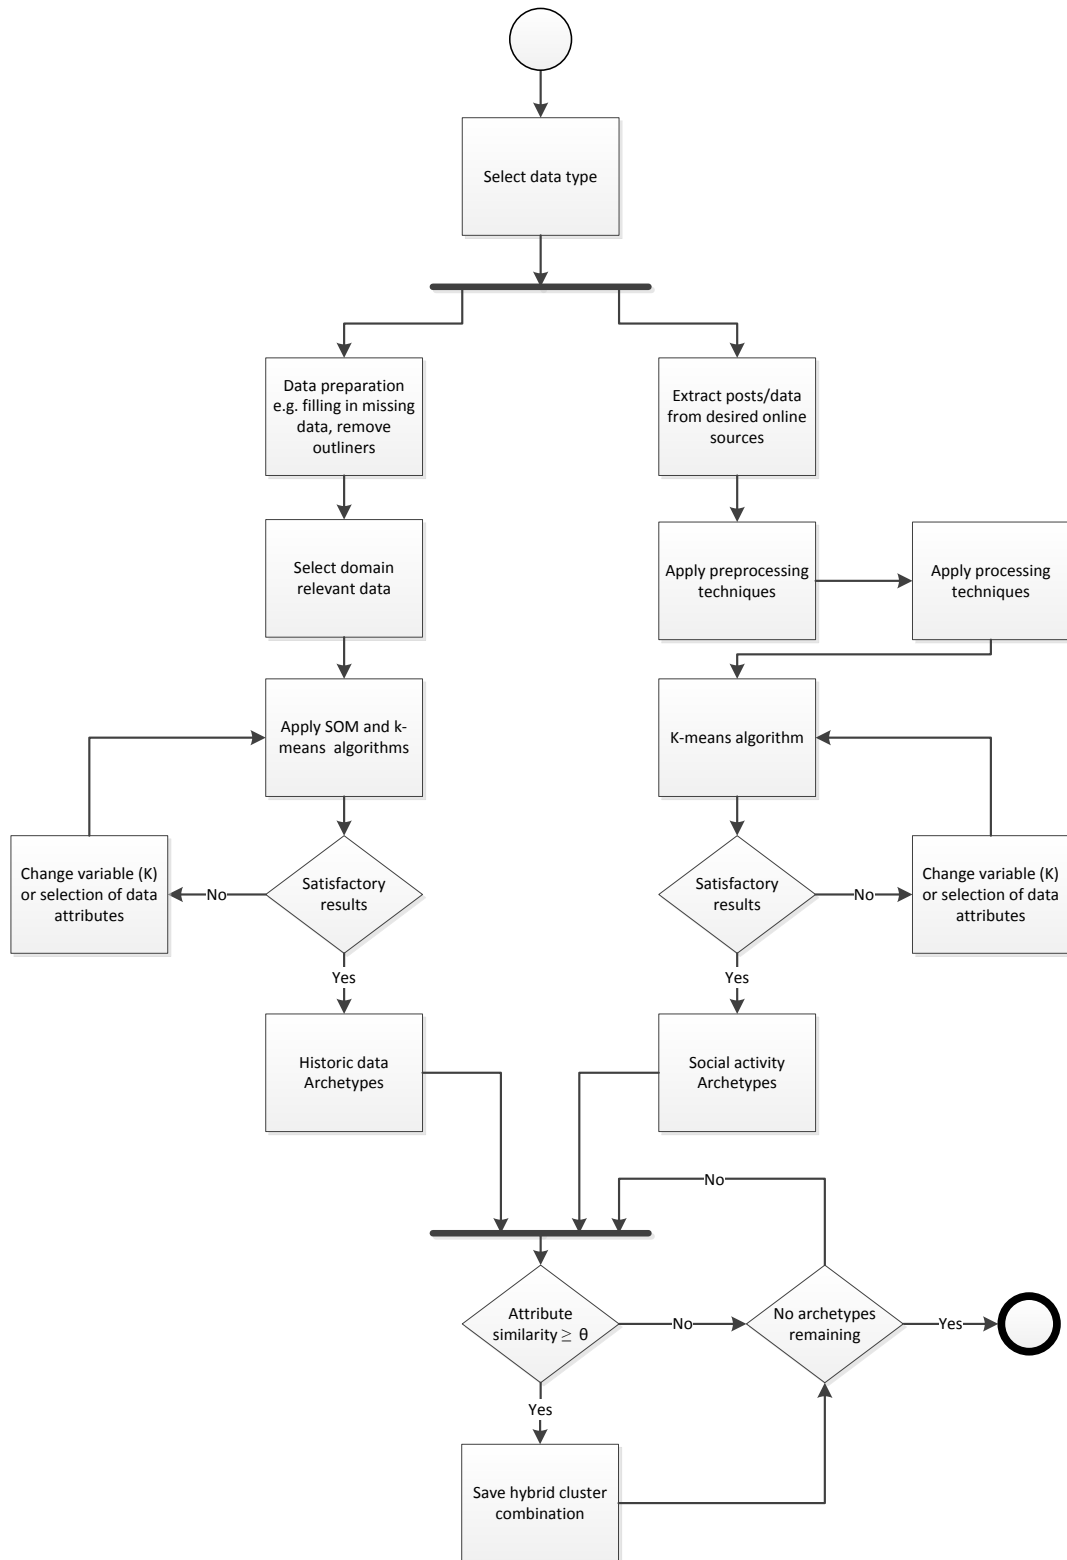 Select data type
Data preparation
e.g. filling in missing
data, remove
outliners
Extract posts/data
from desired online
sources
Select domain
relevant data
Apply preprocessing
techniques
Apply processing
techniques
Apply SOM and k-
means algorithms
K-means algorithm
Change variable (K)
or selection of data
attributes
No
Satisfactory
results
Satisfactory
results
No
Change variable (K)
or selection of data
attributes
Yes
Yes
Historic data
Archetypes
Social activity
Archetypes
No
Attribute
similarity ≥ θ
No
No archetypes
remaining
Yes
Yes
Save hybrid cluster
combination